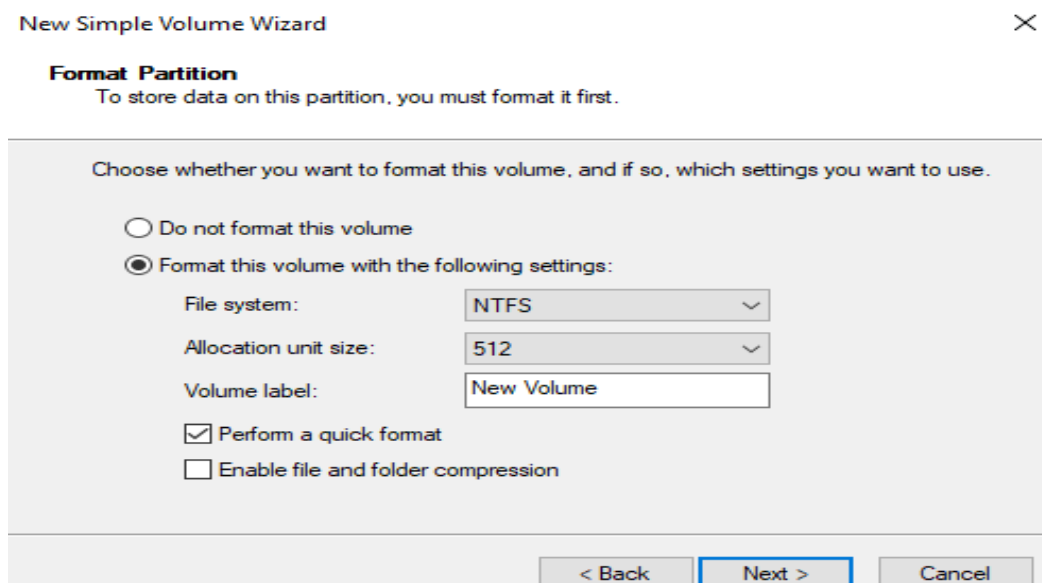 New Simple Volume Wizard
Format Partition
To store data on this partition, you must format it first.
Choose whether you want to format this volume, and if so, which settings you want to use.
Do not format this volume
Format this volume with the following settings:
File system: NTFS
Allocation unit size: 512
Volume label: New Volume
Perform a quick format
Enable file and folder compression
< Back Next > Cancel